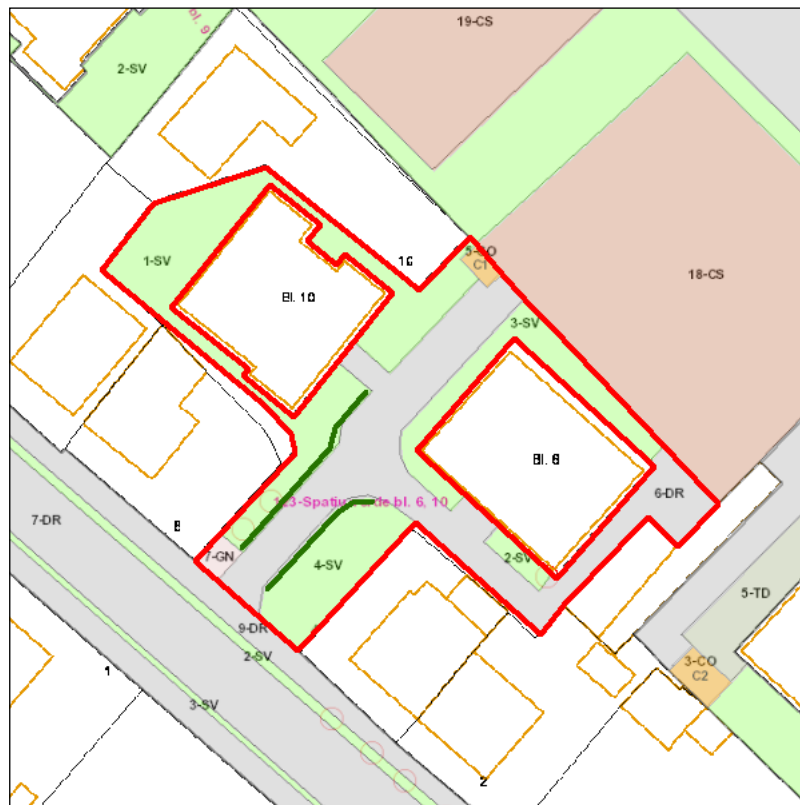 bl. 9
19-CS
2-SV
1-SV
16
5-CO
C1
18-CS
Bl. 10
3-SV
Bl. 6
6-DR
7-DR
8
7-GN
4-SV
2-SV
5-TD
9-DR
2-SV
3-CO
C2
1
3-SV
2